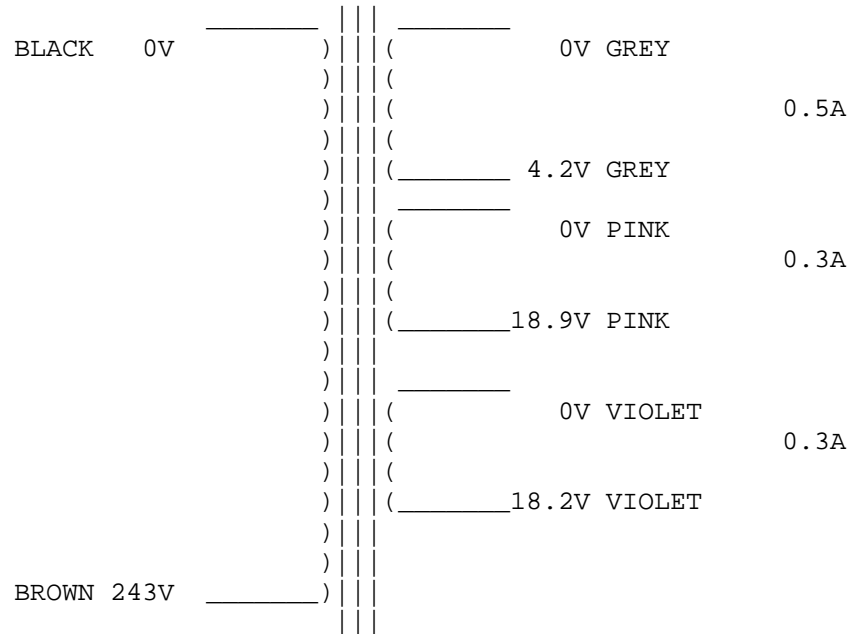 BLACK 0V 0V GREY
0.5A
4.2V GREY
0V PINK
0.3A
18.9V PINK
0V VIOLET
0.3A
18.2V VIOLET
BROWN 243V